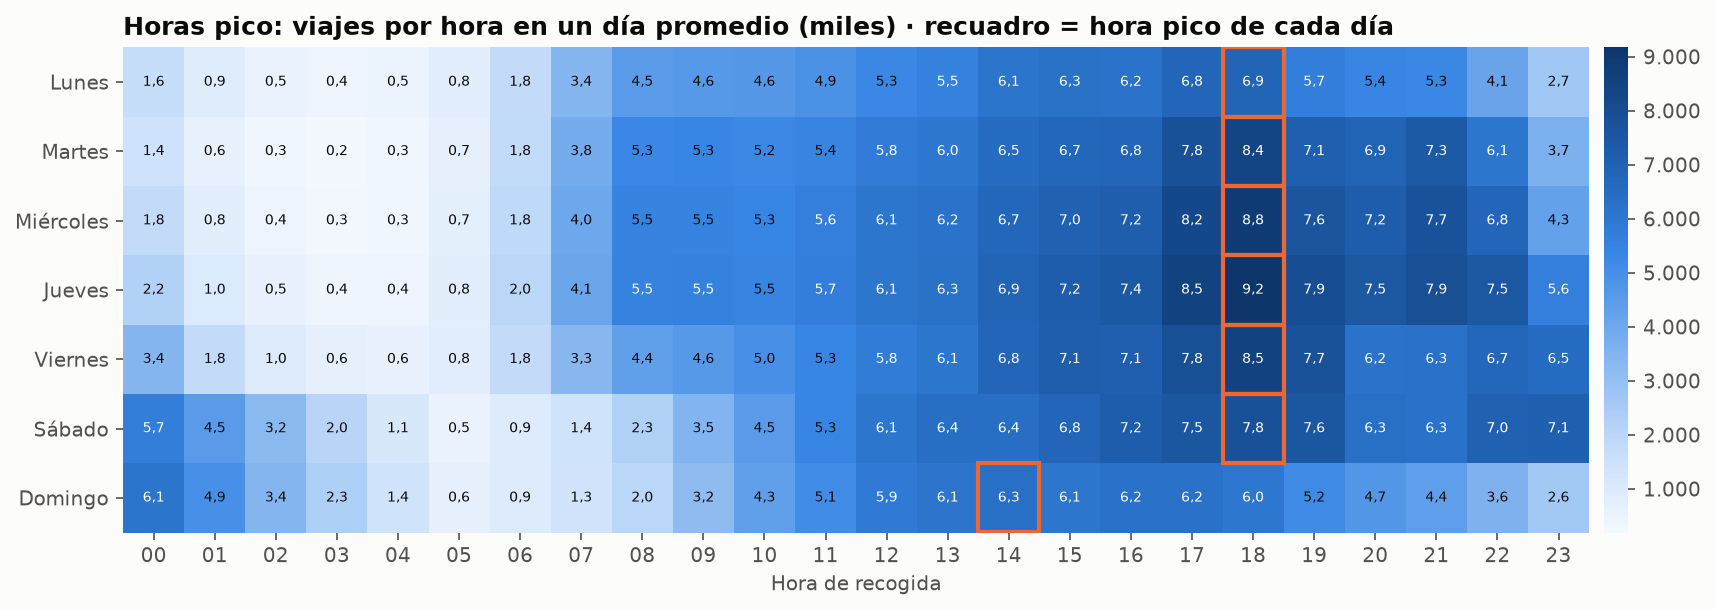 Horas pico: viajes por hora en un día promedio (miles) · recuadro = hora pico de cada día
Lunes 1,6 0,9 0,5 0,4 0,5 0,8 1,8 3,4 4,5 4,6 4,6 4,9 5,3 5,5 6,1 6,3 6,2 6,8 6,9 5,7 5,4 5,3 4,1 2,7
Martes 1,4 0,6 0,3 0,2 0,3 0,7 1,8 3,8 5,3 5,3 5,2 5,4 5,8 6,0 6,5 6,7 6,8 7,8 8,4 7,1 6,9 7,3 6,1 3,7
Miércoles 1,8 0,8 0,4 0,3 0,3 0,7 1,8 4,0 5,5 5,5 5,3 5,6 6,1 6,2 6,7 7,0 7,2 8,2 8,8 7,6 7,2 7,7 6,8 4,3
Jueves 2,2 1,0 0,5 0,4 0,4 0,8 2,0 4,1 5,5 5,5 5,5 5,7 6,1 6,3 6,9 7,2 7,4 8,5 9,2 7,9 7,5 7,9 7,5 5,6
Viernes 3,4 1,8 1,0 0,6 0,6 0,8 1,8 3,3 4,4 4,6 5,0 5,3 5,8 6,1 6,8 7,1 7,1 7,8 8,5 7,7 6,2 6,3 6,7 6,5
Sábado 5,7 4,5 3,2 2,0 1,1 0,5 0,9 1,4 2,3 3,5 4,5 5,3 6,1 6,4 6,4 6,8 7,2 7,5 7,8 7,6 6,3 6,3 7,0 7,1
Domingo 6,1 4,9 3,4 2,3 1,4 0,6 0,9 1,3 2,0 3,2 4,3 5,1 5,9 6,1 6,3 6,1 6,2 6,2 6,0 5,2 4,7 4,4 3,6 2,6
00 01 02 03 04 05 06 07 08 09 10 11 12 13 14 15 16 17 18 19 20 21 22 23
Hora de recogida
9.000
8.000
7.000
6.000
5.000
4.000
3.000
2.000
1.000